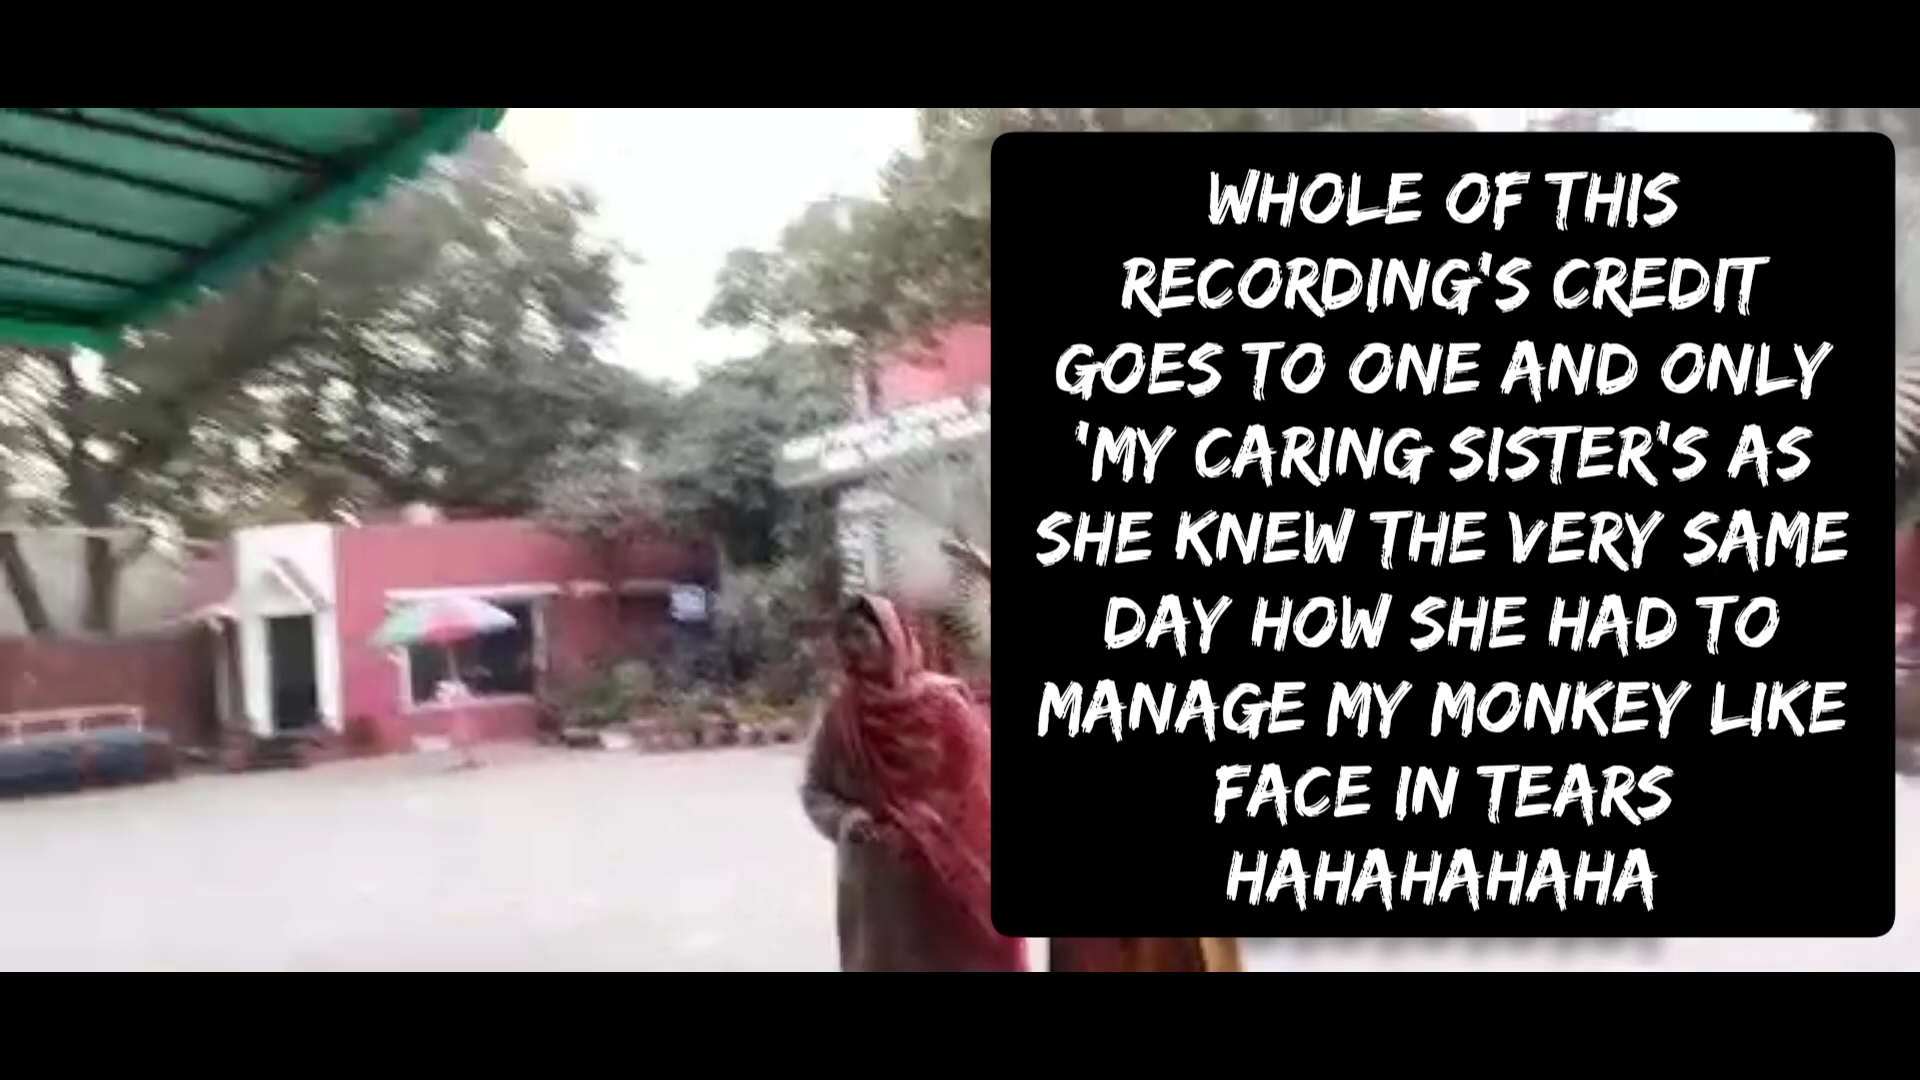 WHOLE OF THIS
RECORDING'S CREDIT
GOES TO ONE AND ONLY
'MY CARING SISTER'S AS
SHE KNEW THE VERY SAME
DAY HOW SHE HAD TO
MANAGE MY MONKEY LIKE
FACE IN TEARS
HAHAHAHAHA